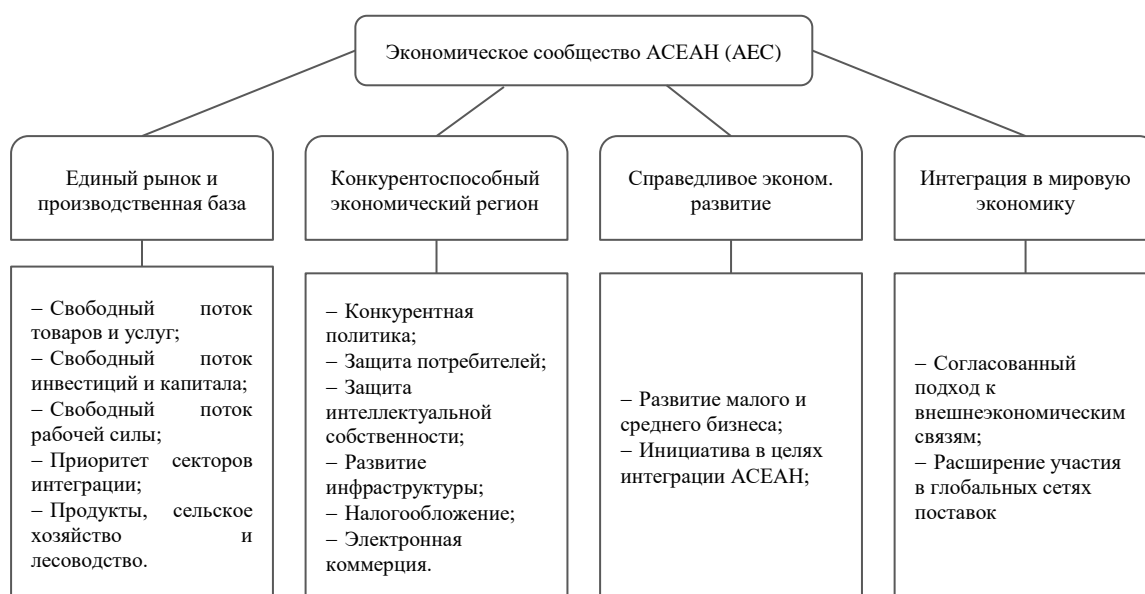 Экономическое сообщество АСЕАН (АЕС)
Единый рынок и
производственная база
Конкурентоспособный
экономический регион
Справедливое эконом.
развитие
Интеграция в мировую
экономику
– Свободный поток
товаров и услуг;
– Свободный поток
инвестиций и капитала;
– Свободный поток
рабочей силы;
– Приоритет секторов
интеграции;
– Продукты, сельское
хозяйство и
лесоводство.
– Конкурентная
политика;
– Защита потребителей;
– Защита
интеллектуальной
собственности;
– Развитие
инфраструктуры;
– Налогообложение;
– Электронная
коммерция.
– Развитие малого и
среднего бизнеса;
– Инициатива в целях
интеграции АСЕАН;
– Согласованный
подход к
внешнеэкономическим
связям;
– Расширение участия
в глобальных сетях
поставок